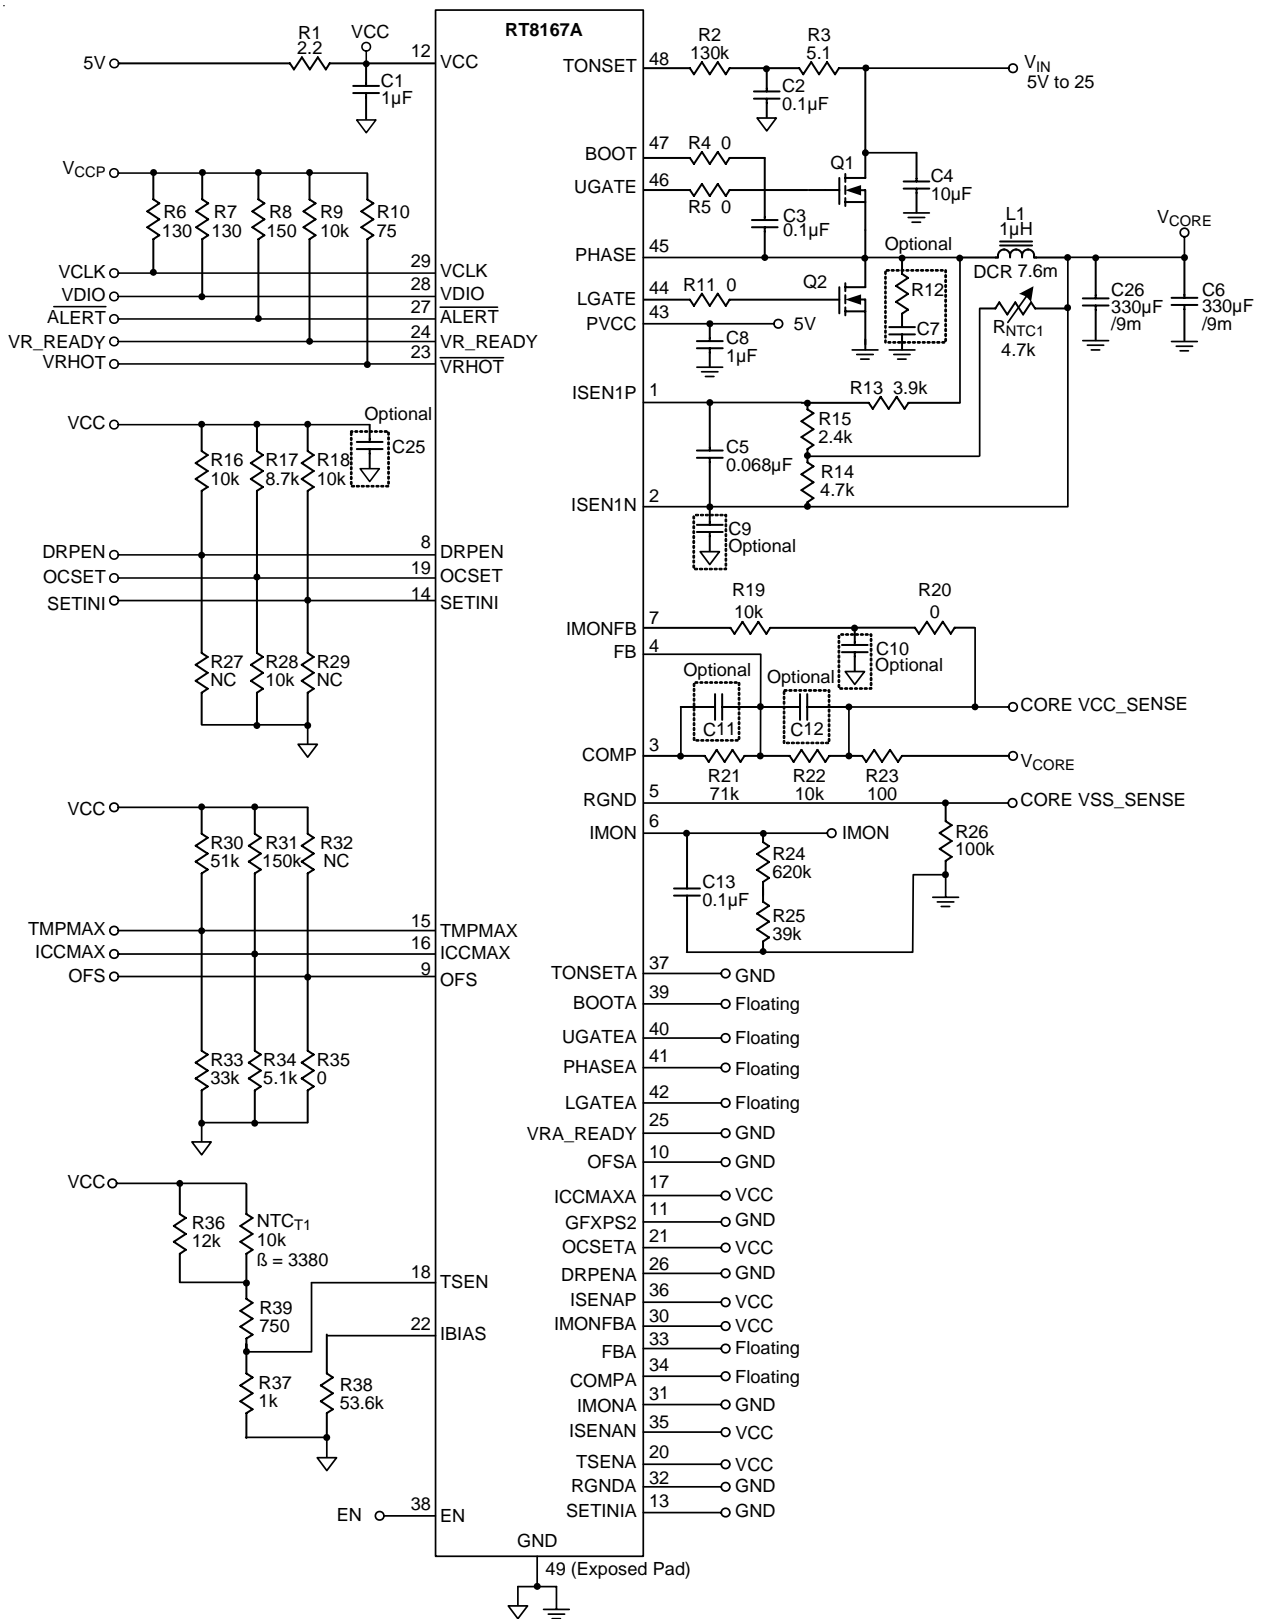 RT8167A
R1
2.2
VCC
5V
12
VCC
C1
1µF
VCCP
R6
130
R7
130
R8
150
R9
10k
R10
75
VCLK
29
VCLK
VDIO
28
VDIO
ALERT
27
ALERT
VR_READY
24
VR_READY
VRHOT
23
VRHOT
VCC
Optional
C25
R16
10k
R17
8.7k
R18
10k
DRPEN
8
DRPEN
OCSET
19
OCSET
SETINI
14
SETINI
R27
NC
R28
10k
R29
NC
VCC
R30
51k
R31
150k
R32
NC
TMPMAX
15
TMPMAX
ICCMAX
16
ICCMAX
OFS
9
OFS
R33
33k
R34
5.1k
R35
0
VCC
R36
12k
NTCT1
10k
ß = 3380
18
TSEN
R39
750
22
IBIAS
R37
1k
R38
53.6k
EN
38
EN
GND
49 (Exposed Pad)
TONSET
48
R2
130k
R3
5.1
VIN
5V to 25
C2
0.1µF
BOOT
47
R4 0
UGATE
46
R5 0
Q1
C4
10µF
C3
0.1µF
PHASE
45
Optional
L1
1µH
DCR 7.6m
VCORE
LGATE
44
R11 0
Q2
R12
C7
PVCC
43
5V
C8
1µF
RNTC1
4.7k
C26
330µF
/9m
C6
330µF
/9m
ISEN1P
1
R13 3.9k
R15
2.4k
C5
0.068µF
R14
4.7k
ISEN1N
2
C9
Optional
IMONFB
7
R19
10k
R20
0
C10
Optional
FB
4
Optional
C11
Optional
C12
CORE VCC_SENSE
COMP
3
R21
71k
R22
10k
R23
100
VCORE
RGND
5
CORE VSS_SENSE
IMON
6
IMON
R26
100k
C13
0.1µF
R24
620k
R25
39k
TONSETA
37
GND
BOOTA
39
Floating
UGATEA
40
Floating
PHASEA
41
Floating
LGATEA
42
Floating
VRA_READY
25
GND
OFSA
10
GND
ICCMAXA
17
VCC
GFXPS2
11
GND
OCSETA
21
VCC
DRPENA
26
GND
ISENAP
36
VCC
IMONFBA
30
VCC
FBA
33
Floating
COMPA
34
Floating
IMONA
31
GND
ISENAN
35
VCC
TSENA
20
VCC
RGNDA
32
GND
SETINIA
13
GND